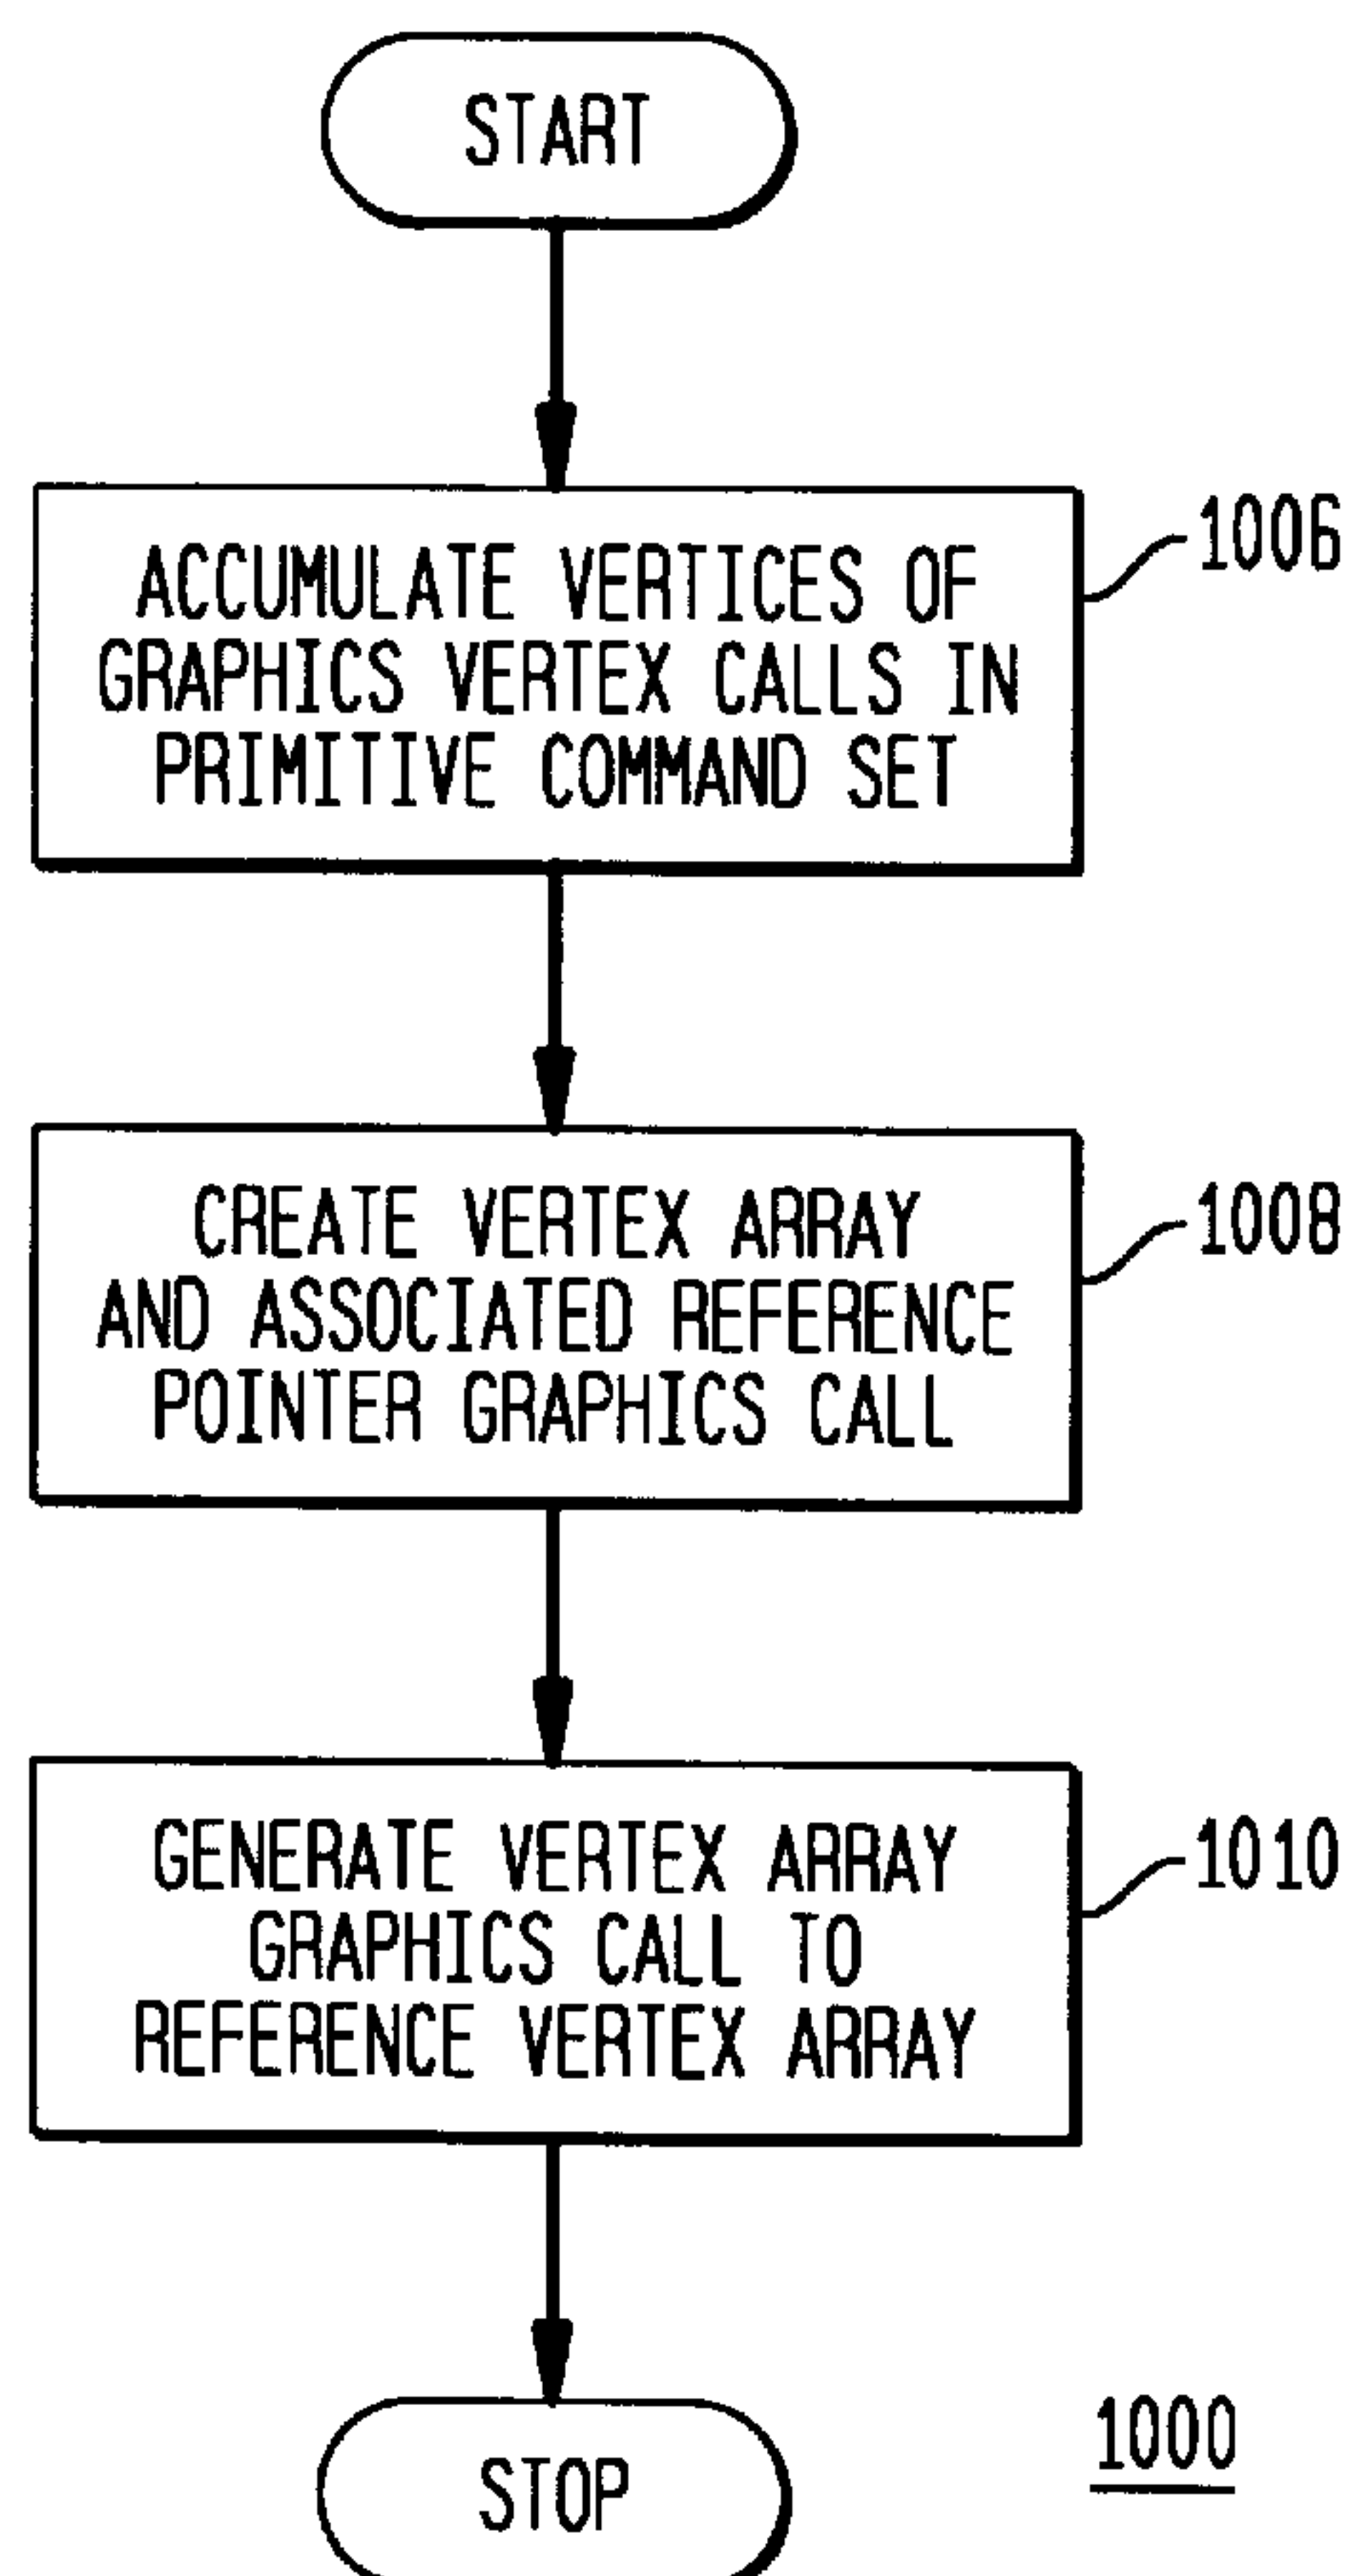 START
ACCUMULATE VERTICES OF
GRAPHICS VERTEX CALLS IN
PRIMITIVE COMMAND SET
1006
CREATE VERTEX ARRAY
AND ASSOCIATED REFERENCE
POINTER GRAPHICS CALL
1008
GENERATE VERTEX ARRAY
GRAPHICS CALL TO
REFERENCE VERTEX ARRAY
1010
STOP
1000